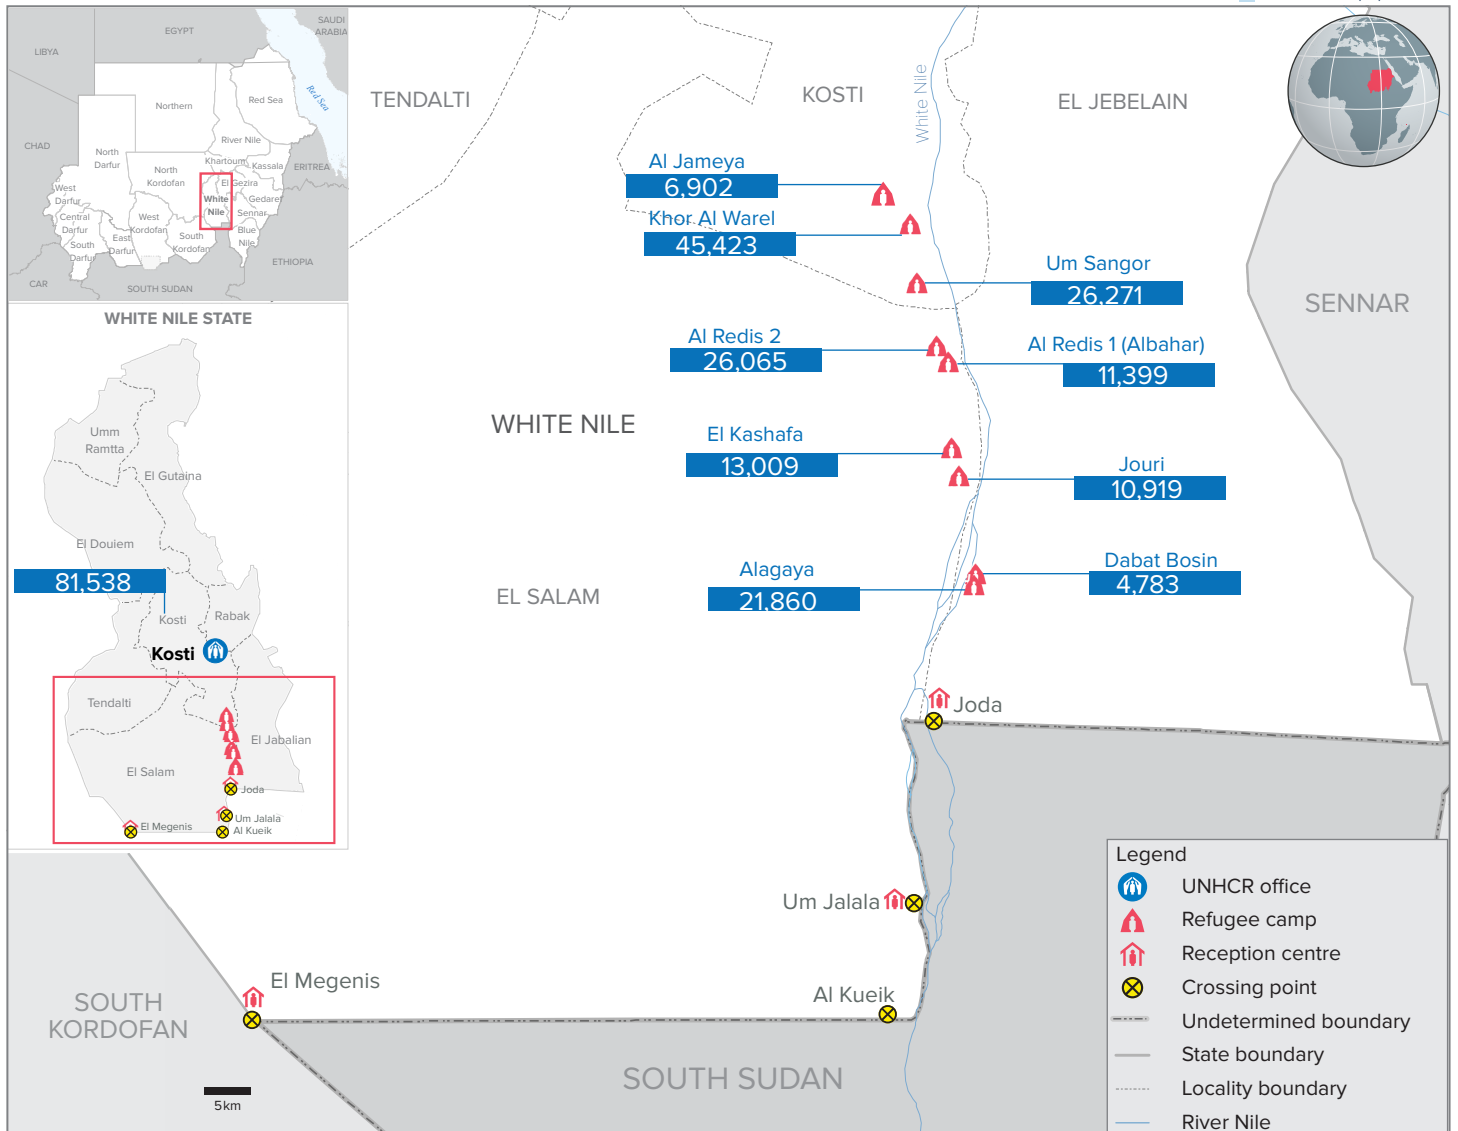 SAUDI
ARABIA
EGYPT
LIBYA
Red Sea
Northern
Red Sea
CHAD
River Nile
North
Darfur
Khartoum
Kassala
ERITREA
North
Kordofan
El Gezira
West
Darfur
White
Nile
Gedaref
Sennar
Central
Darfur
West
Kordofan
Blue
Nile
South
Darfur
East
Darfur
South
Kordofan
ETHIOPIA
CAR
SOUTH SUDAN
WHITE NILE STATE
Umm
Ramtta
El Gutaina
El Douiem
81,538
Kosti
Rabak
Kosti
Tendalti
El Jabalian
El Salam
Joda
Um Jalala
El Megenis
Al Kueik
TENDALTI
KOSTI
White Nile
EL JEBELAIN
SENNAR
Al Jameya
6,902
Khor Al Warel
45,423
Um Sangor
26,271
Al Redis 2
26,065
Al Redis 1 (Albahar)
11,399
WHITE NILE
El Kashafa
13,009
Jouri
10,919
EL SALAM
Alagaya
21,860
Dabat Bosin
4,783
Joda
Um Jalala
El Megenis
Al Kueik
SOUTH
KORDOFAN
SOUTH SUDAN
5km
Legend
UNHCR office
Refugee camp
Reception centre
Crossing point
Undetermined boundary
State boundary
Locality boundary
River Nile